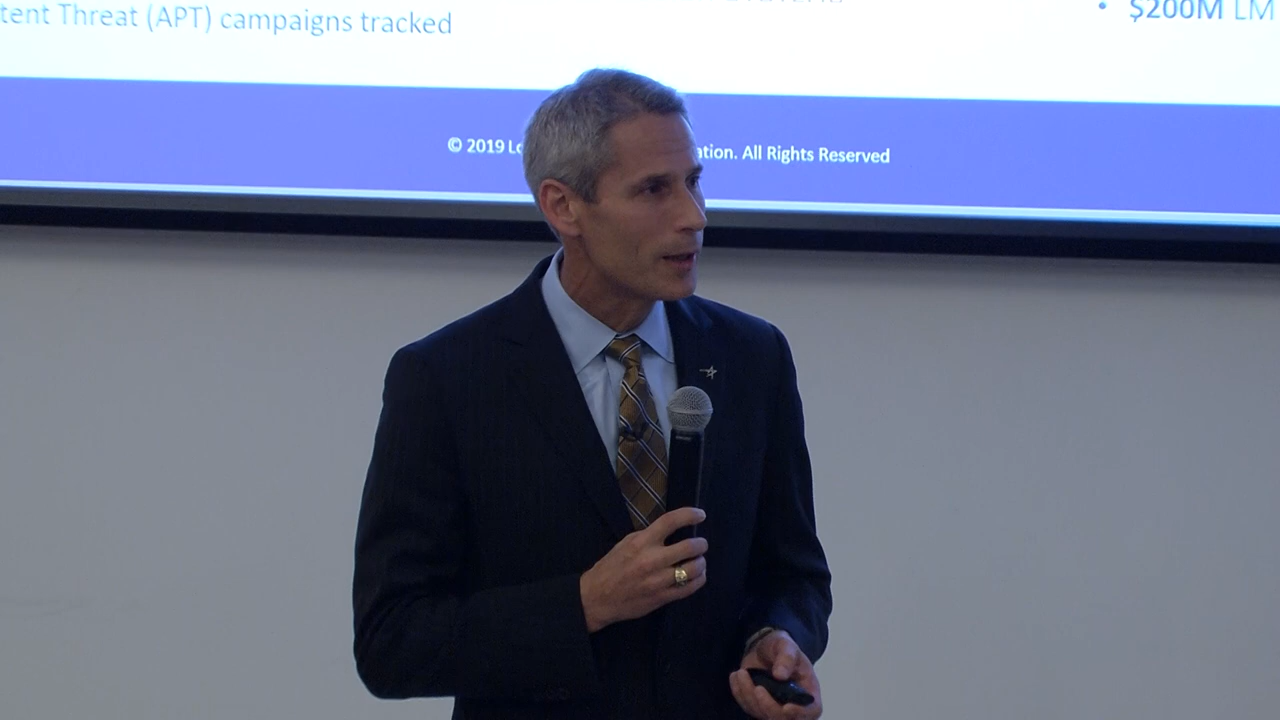 tent Threat (APT) campaigns tracked
• $200M LM
© 2019 Lo
ation. All Rights Reserved